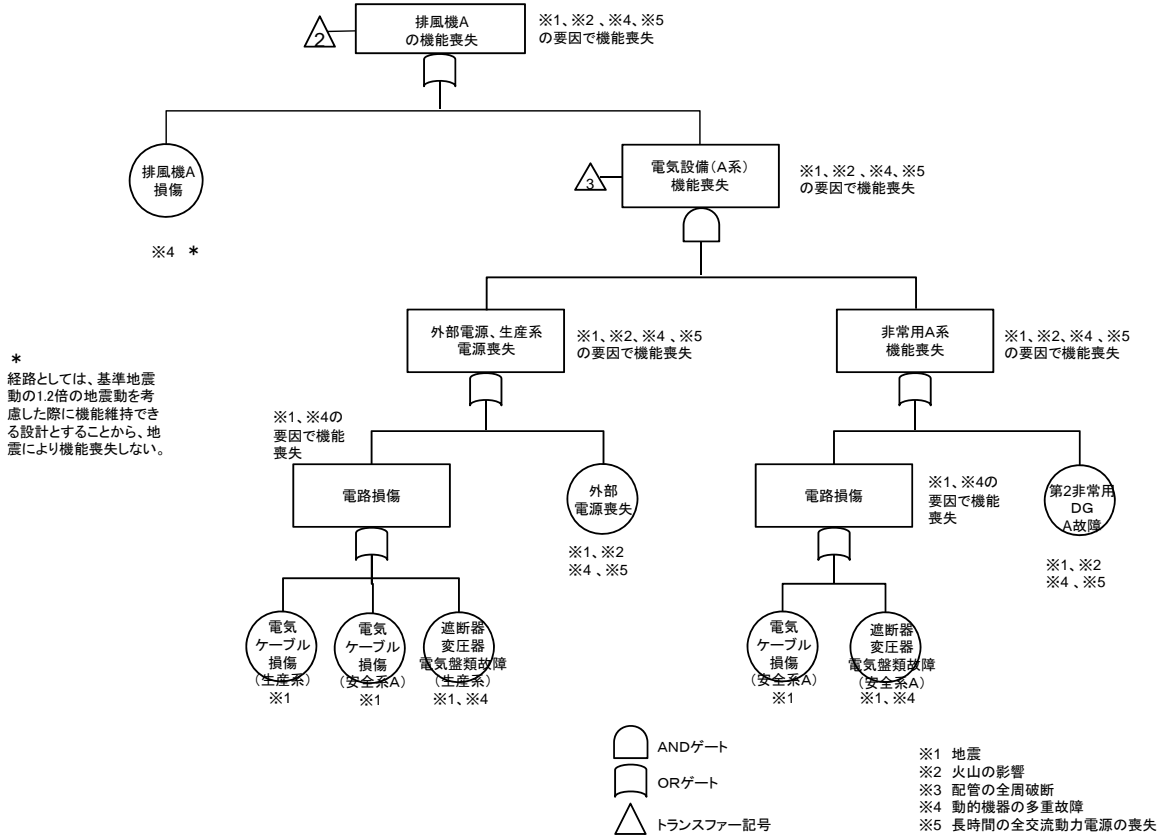 排風機A
の機能喪失
※1、※2 、※4、※5
の要因で機能喪失
2
排風機A
損傷
※4 *
電気設備(A系)
機能喪失
3
※1、※2 、※4、※5
の要因で機能喪失
外部電源、生産系
電源喪失
※1、※2、※4 、※5
の要因で機能喪失
非常用A系
機能喪失
※1、※2、※4 、※5
の要因で機能喪失
*
経路としては、基準地震
動の1.2倍の地震動を考
慮した際に機能維持でき
る設計とすることから、地
震により機能喪失しない。
※1、※4の
要因で機能
喪失
電路損傷
外部
電源喪失
※1、※2
※4 、※5
電路損傷
※1、※4の
要因で機能
喪失
第2非常用
DG
A故障
※1、※2
※4 、※5
電気
ケーブル
損傷
(生産系)
※1
電気
ケーブル
損傷
(安全系A)
※1
遮断器
変圧器
電気盤類故障
(生産系)
※1、※4
電気
ケーブル
損傷
(安全系A)
※1
遮断器
変圧器
電気盤類故障
(安全系A)
※1、※4
ANDゲート
ORゲート
トランスファー記号
※1 地震
※2 火山の影響
※3 配管の全周破断
※4 動的機器の多重故障
※5 長時間の全交流動力電源の喪失